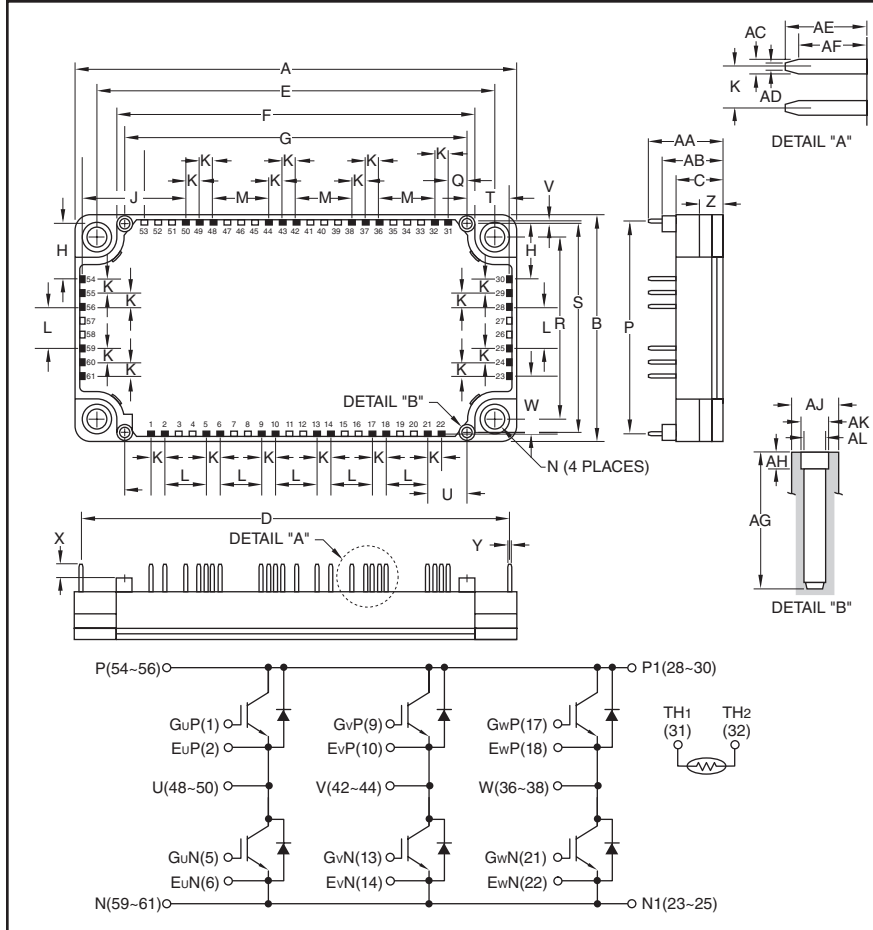 A
E
F
G
K K K K
K K K Q
J M M M T V
53 52 51 50 49 48 47 46 45 44 43 42 41 40 39 38 37 36 35 34 33 32 31
H H
54 K K 30
55 K K 29
56 K K 28
57 27
58 26
59 K K 25
60 K K 24
61 23
L L S R B P
W
DETAIL "B"
1 2 3 4 5 6 7 8 9 10 11 12 13 14 15 16 17 18 19 20 21 22
N (4 PLACES)
K K K K K K
L L L L L U
D
DETAIL "A"
X Y
AE
AC AF
K
AD
DETAIL "A"
AA
AB
C
Z
AJ
AK
AL
AH
AG
DETAIL "B"
P(54~56) P1(28~30)
GUP(1) GVP(9) GWP(17)
EUP(2) EVP(10) EWP(18)
TH1 TH2
(31) (32)
U(48~50) V(42~44) W(36~38)
GUN(5) GVN(13) GWN(21)
EUN(6) EVN(14) EWN(22)
N(59~61) N1(23~25)